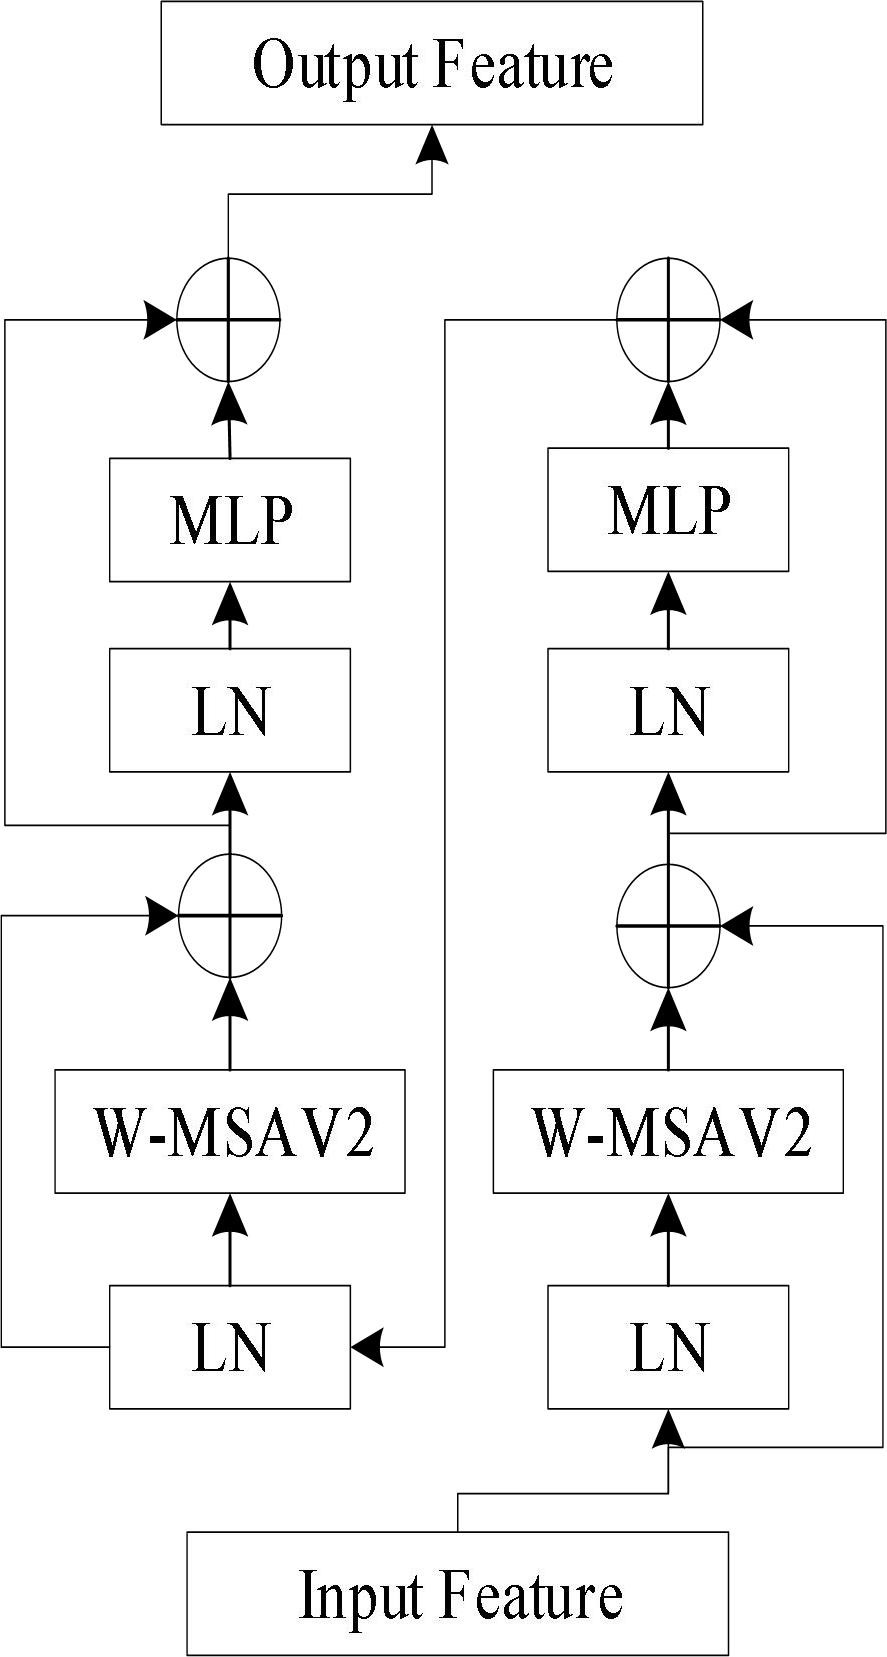 Output Feature
MLP
MLP
LN
LN
W-MSAV2
W-MSAV2
LN
LN
Input Feature